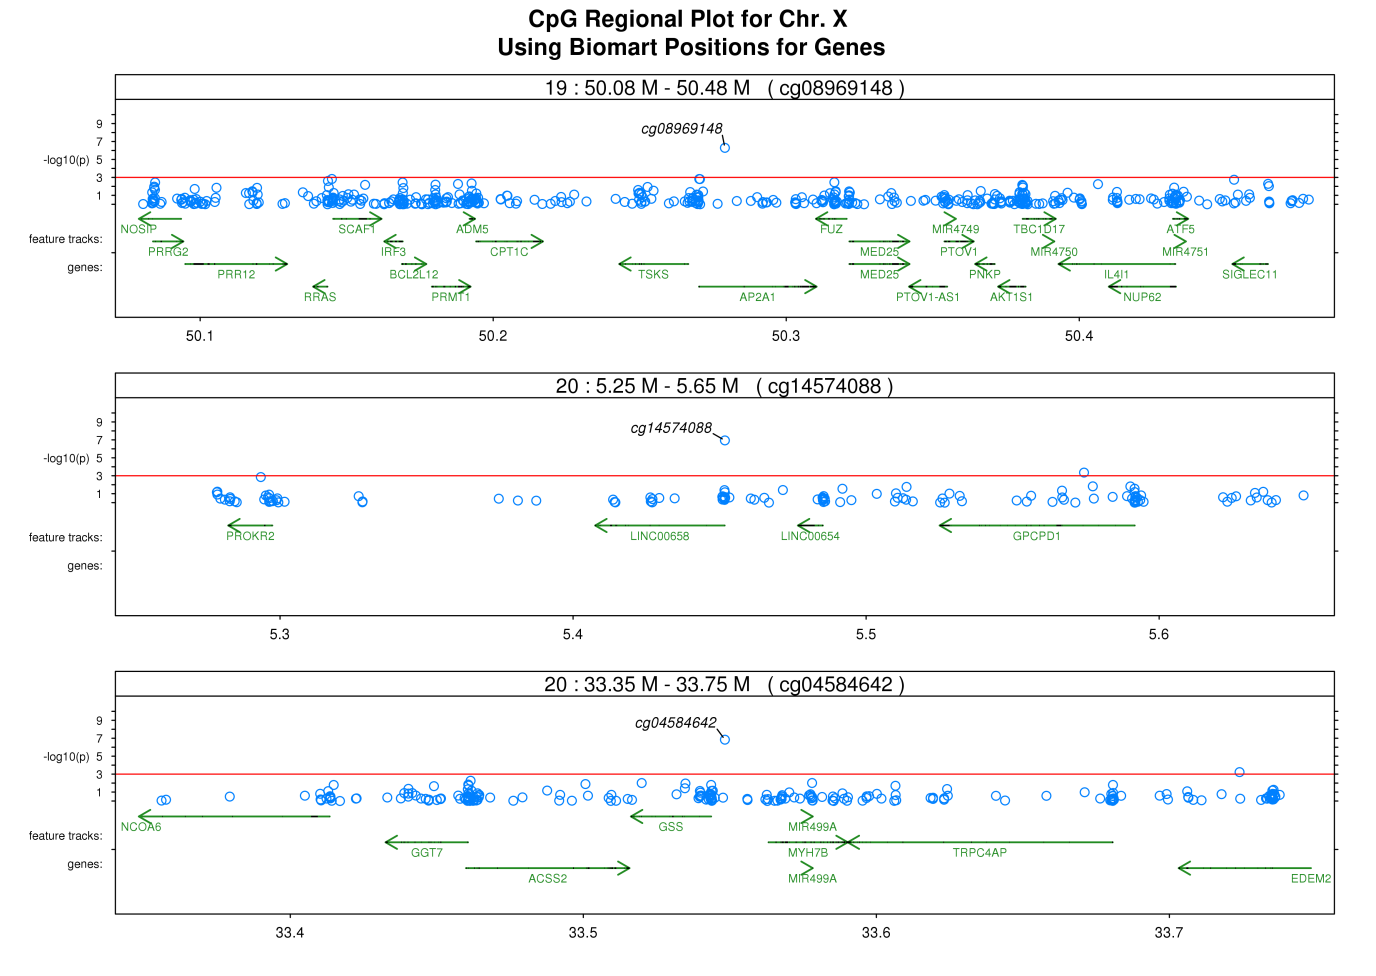 CpG Regional Plot for Chr. X
Using Biomart Positions for Genes
19 : 50.08 M - 50.48 M ( cg08969148 )
9
cg08969148
7
-log10(p) 5
3
1
NOSIP SCAF1 ADM5 FUZ MIR4749 TBC1D17 ATF5
feature tracks:
PRRG2 IRF3 CPT1C MED25 PTOV1 MIR4750 MIR4751
genes:
PRR12 BCL2L12 TSKS MED25 PNKP IL4I1 SIGLEC11
RRAS PRMT1 AP2A1 PTOV1-AS1 AKT1S1 NUP62
50.1 50.2 50.3 50.4
20 : 5.25 M - 5.65 M ( cg14574088 )
9
cg14574088
7
-log10(p) 5
3
1
PROKR2 LINC00658 LINC00654 GPCPD1
feature tracks:
genes:
5.3 5.4 5.5 5.6
20 : 33.35 M - 33.75 M ( cg04584642 )
9
cg04584642
7
-log10(p) 5
3
1
NCOA6 GSS MIR499A
feature tracks:
GGT7 MYH7B TRPC4AP
genes:
ACSS2 MIR499A EDEM2
33.4 33.5 33.6 33.7